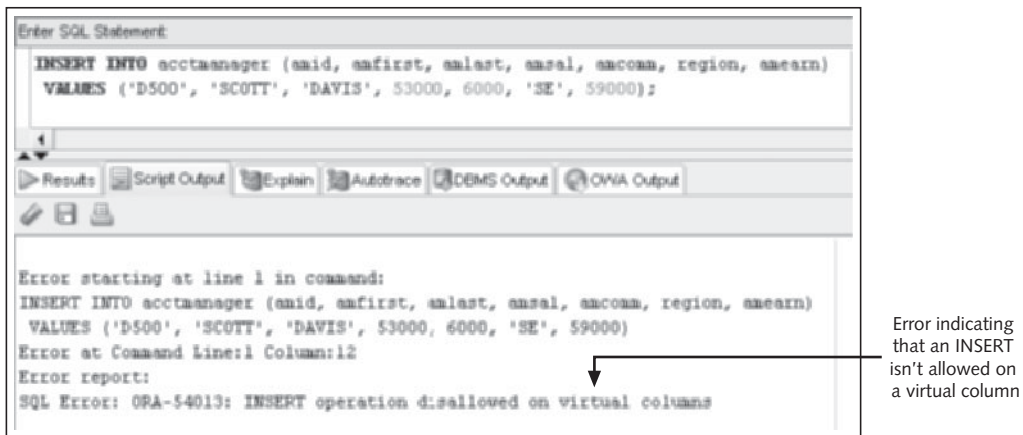 Enter SQL Statement:
INSERT INTO acctmanager (amid, amfirst, amlast, amsal, amcomm, region, amearn)
VALUES ('D500', 'SCOTT', 'DAVIS', 53000, 6000, 'SE', 59000);
Results Script Output Explain Autotrace DBMS Output OWA Output
Error starting at line 1 in command:
INSERT INTO acctmanager (amid, amfirst, amlast, amsal, amcomm, region, amearn)
VALUES ('D500', 'SCOTT', 'DAVIS', 53000, 6000, 'SE', 59000)
Error at Command Line:1 Column:12
Error report:
SQL Error: ORA-54013: INSERT operation disallowed on virtual columns
Error indicating
that an INSERT
isn't allowed on
a virtual column